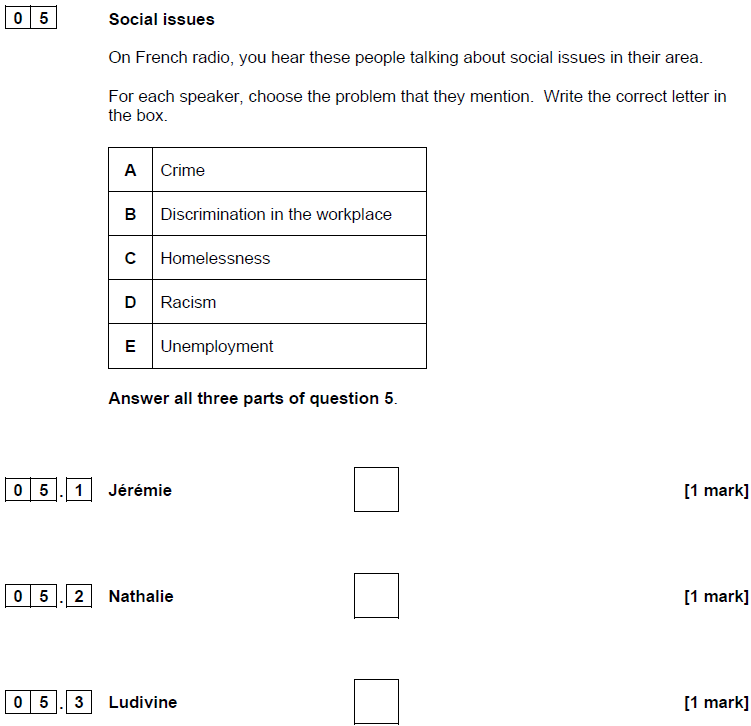 0 5 Social issues
On French radio, you hear these people talking about social issues in their area.
For each speaker, choose the problem that they mention.  Write the correct letter in
the box.
A Crime
B Discrimination in the workplace
C Homelessness
D Racism
E Unemployment
Answer all three parts of question 5.
0 5 . 1 Jérémie [1 mark]
0 5 . 2 Nathalie [1 mark]
0 5 . 3 Ludivine [1 mark]